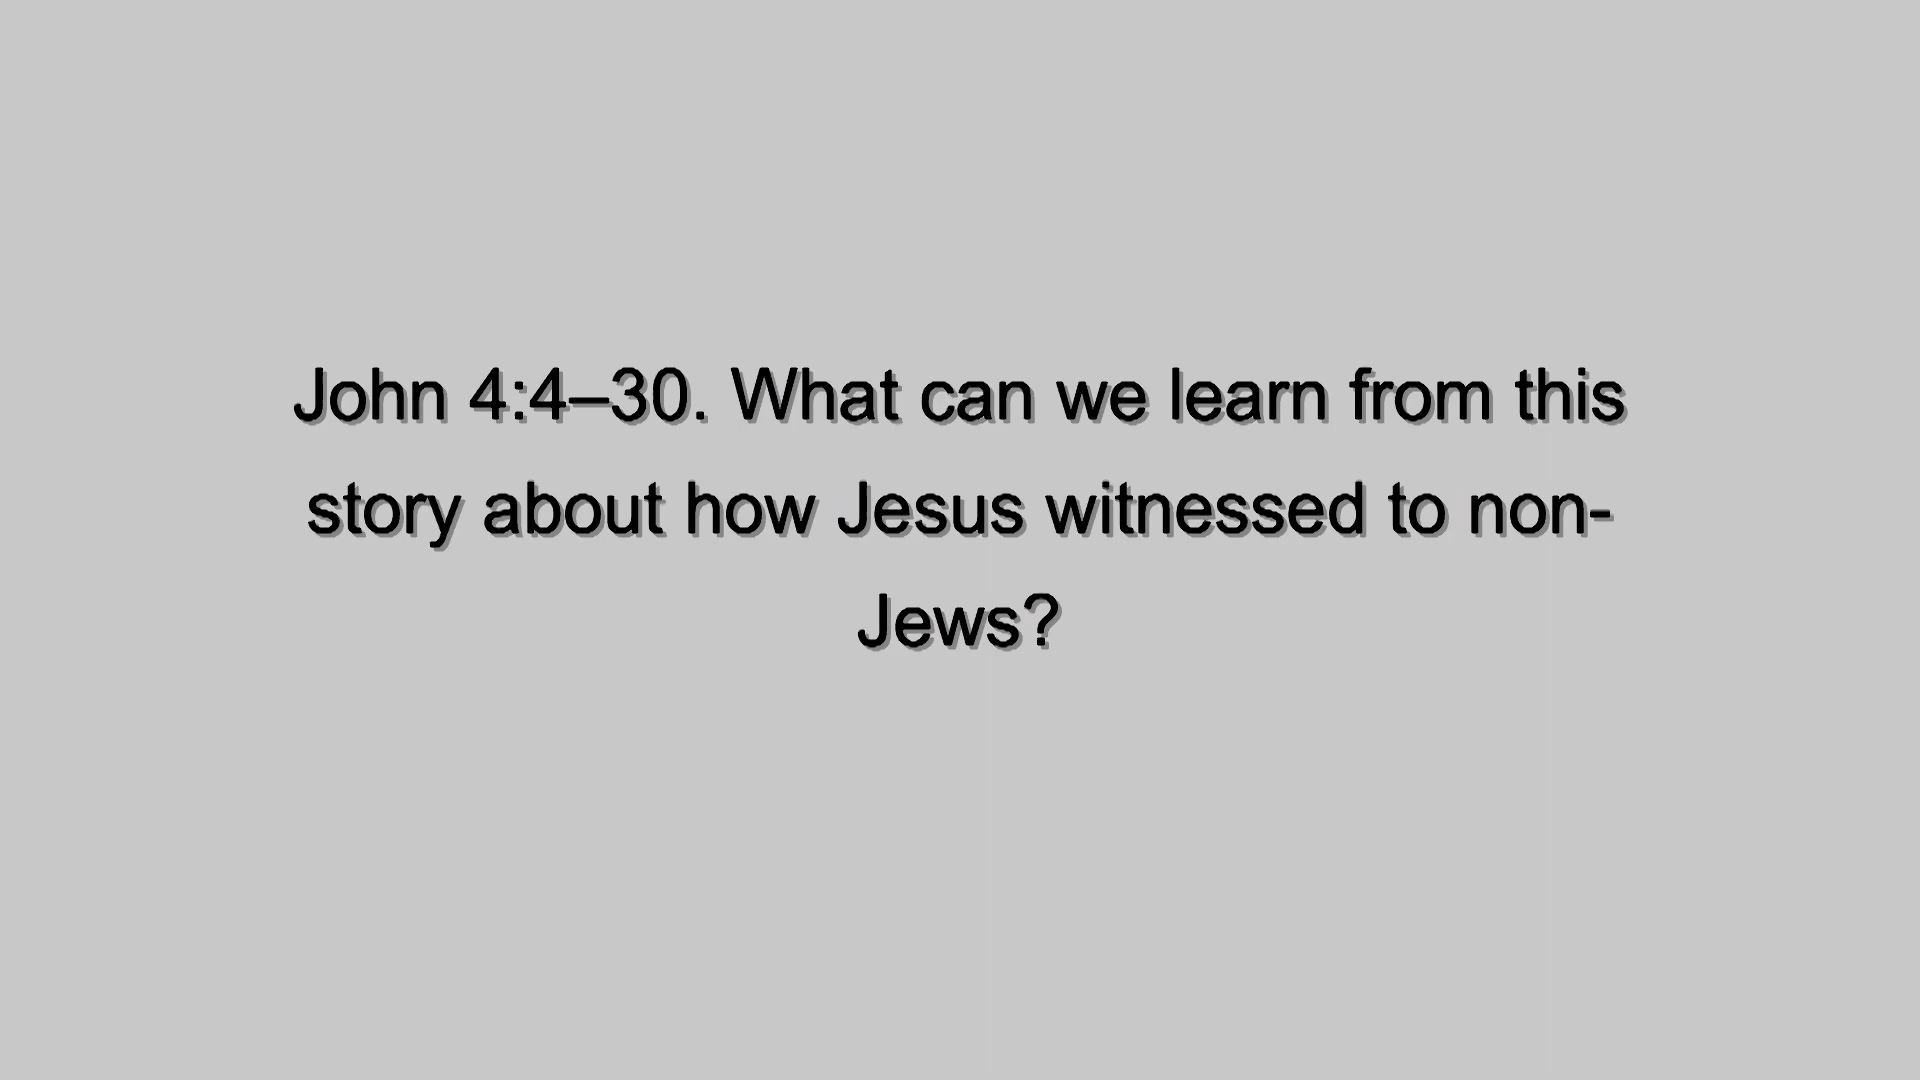 John 4:4–30. What can we learn from this
story about how Jesus witnessed to non-
Jews?